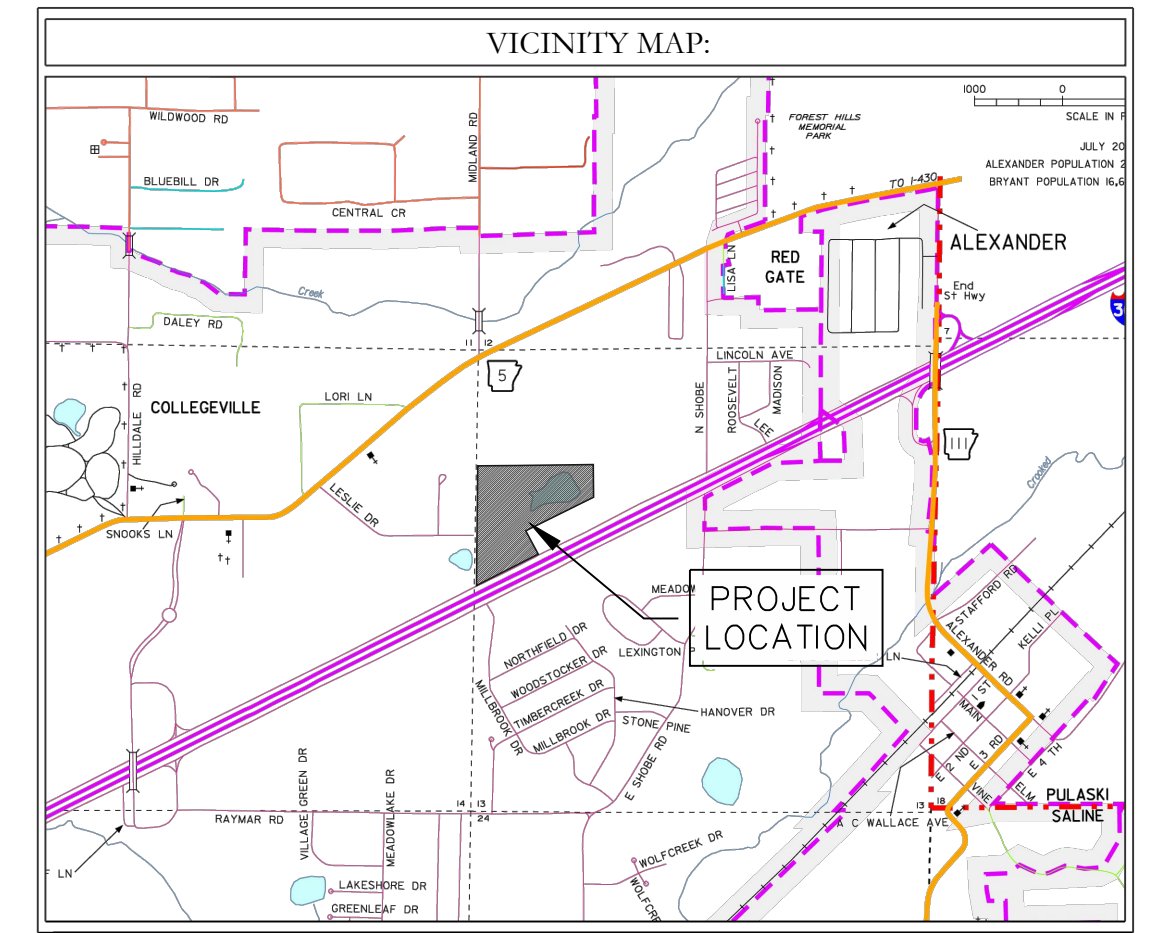 VICINITY MAP:
WILDWOOD RD
BLUEBILL DR
CENTRAL CR
MIDLAND RD
FOREST HILLS
MEMORIAL
PARK
1000
0
SCALE IN F
JULY 20
ALEXANDER POPULATION 2
BRYANT POPULATION 16,6
TO I-430
ALEXANDER
RED
GATE
LISA LN
End
St Hwy
Creek
DALEY RD
11
12
7
3
5
LINCOLN AVE
N SHOBE
ROOSEVELT
MADISON
LEE
HILLDALE RD
COLLEGEVILLE
LORI LN
111
Crooked
LESLIE DR
SNOOKS LN
PROJECT
LOCATION
MEADOW
LEXINGTON P
NORTHFIELD DR
WOODSTOCKER DR
TIMBERCREEK DR
MILLBROOK DR
MILLBROOK DR
HANOVER DR
STONE PINE
E SHOBE RD
STAFFORD RD
KELLI PL
ALEXANDER RD
LN
1 ST
MAIN
E 2 ND
E 3 RD
E 4 TH
VINE
ELM
PULASKI
SALINE
14
13
24
13
18
A C WALLACE AVE
RAYMAR RD
VILLAGE GREEN DR
MEADOWLAKE DR
F LN
LAKESHORE DR
GREENLEAF DR
WOLFCREEK DR
WOLFCRE